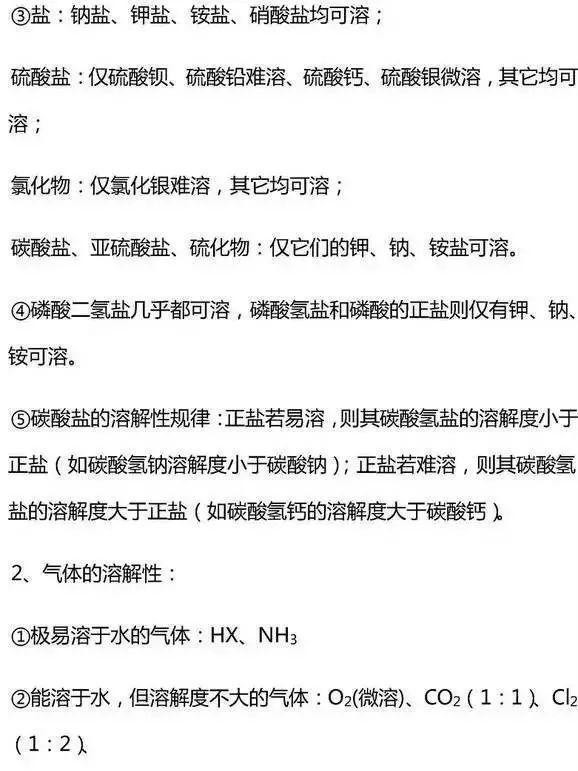 ③盐：钠盐、钾盐、铵盐、硝酸盐均可溶；
硫酸盐：仅硫酸钡、硫酸铅难溶、硫酸钙、硫酸银微溶，其它均可
溶；
氯化物：仅氯化银难溶，其它均可溶；
碳酸盐、亚硫酸盐、硫化物：仅它们的钾、钠、铵盐可溶。
④磷酸二氢盐几乎都可溶，磷酸氢盐和磷酸的正盐则仅有钾、钠、
铵可溶。
⑤碳酸盐的溶解性规律：正盐若易溶，则其碳酸氢盐的溶解度小于
正盐（如碳酸氢钠溶解度小于碳酸钠）；正盐若难溶，则其碳酸氢
盐的溶解度大于正盐（如碳酸氢钙的溶解度大于碳酸钙）。
2、气体的溶解性：
①极易溶于水的气体：HX、NH₃
②能溶于水，但溶解度不大的气体：O₂(微溶)、CO₂（1：1）、Cl₂
（1：2）、